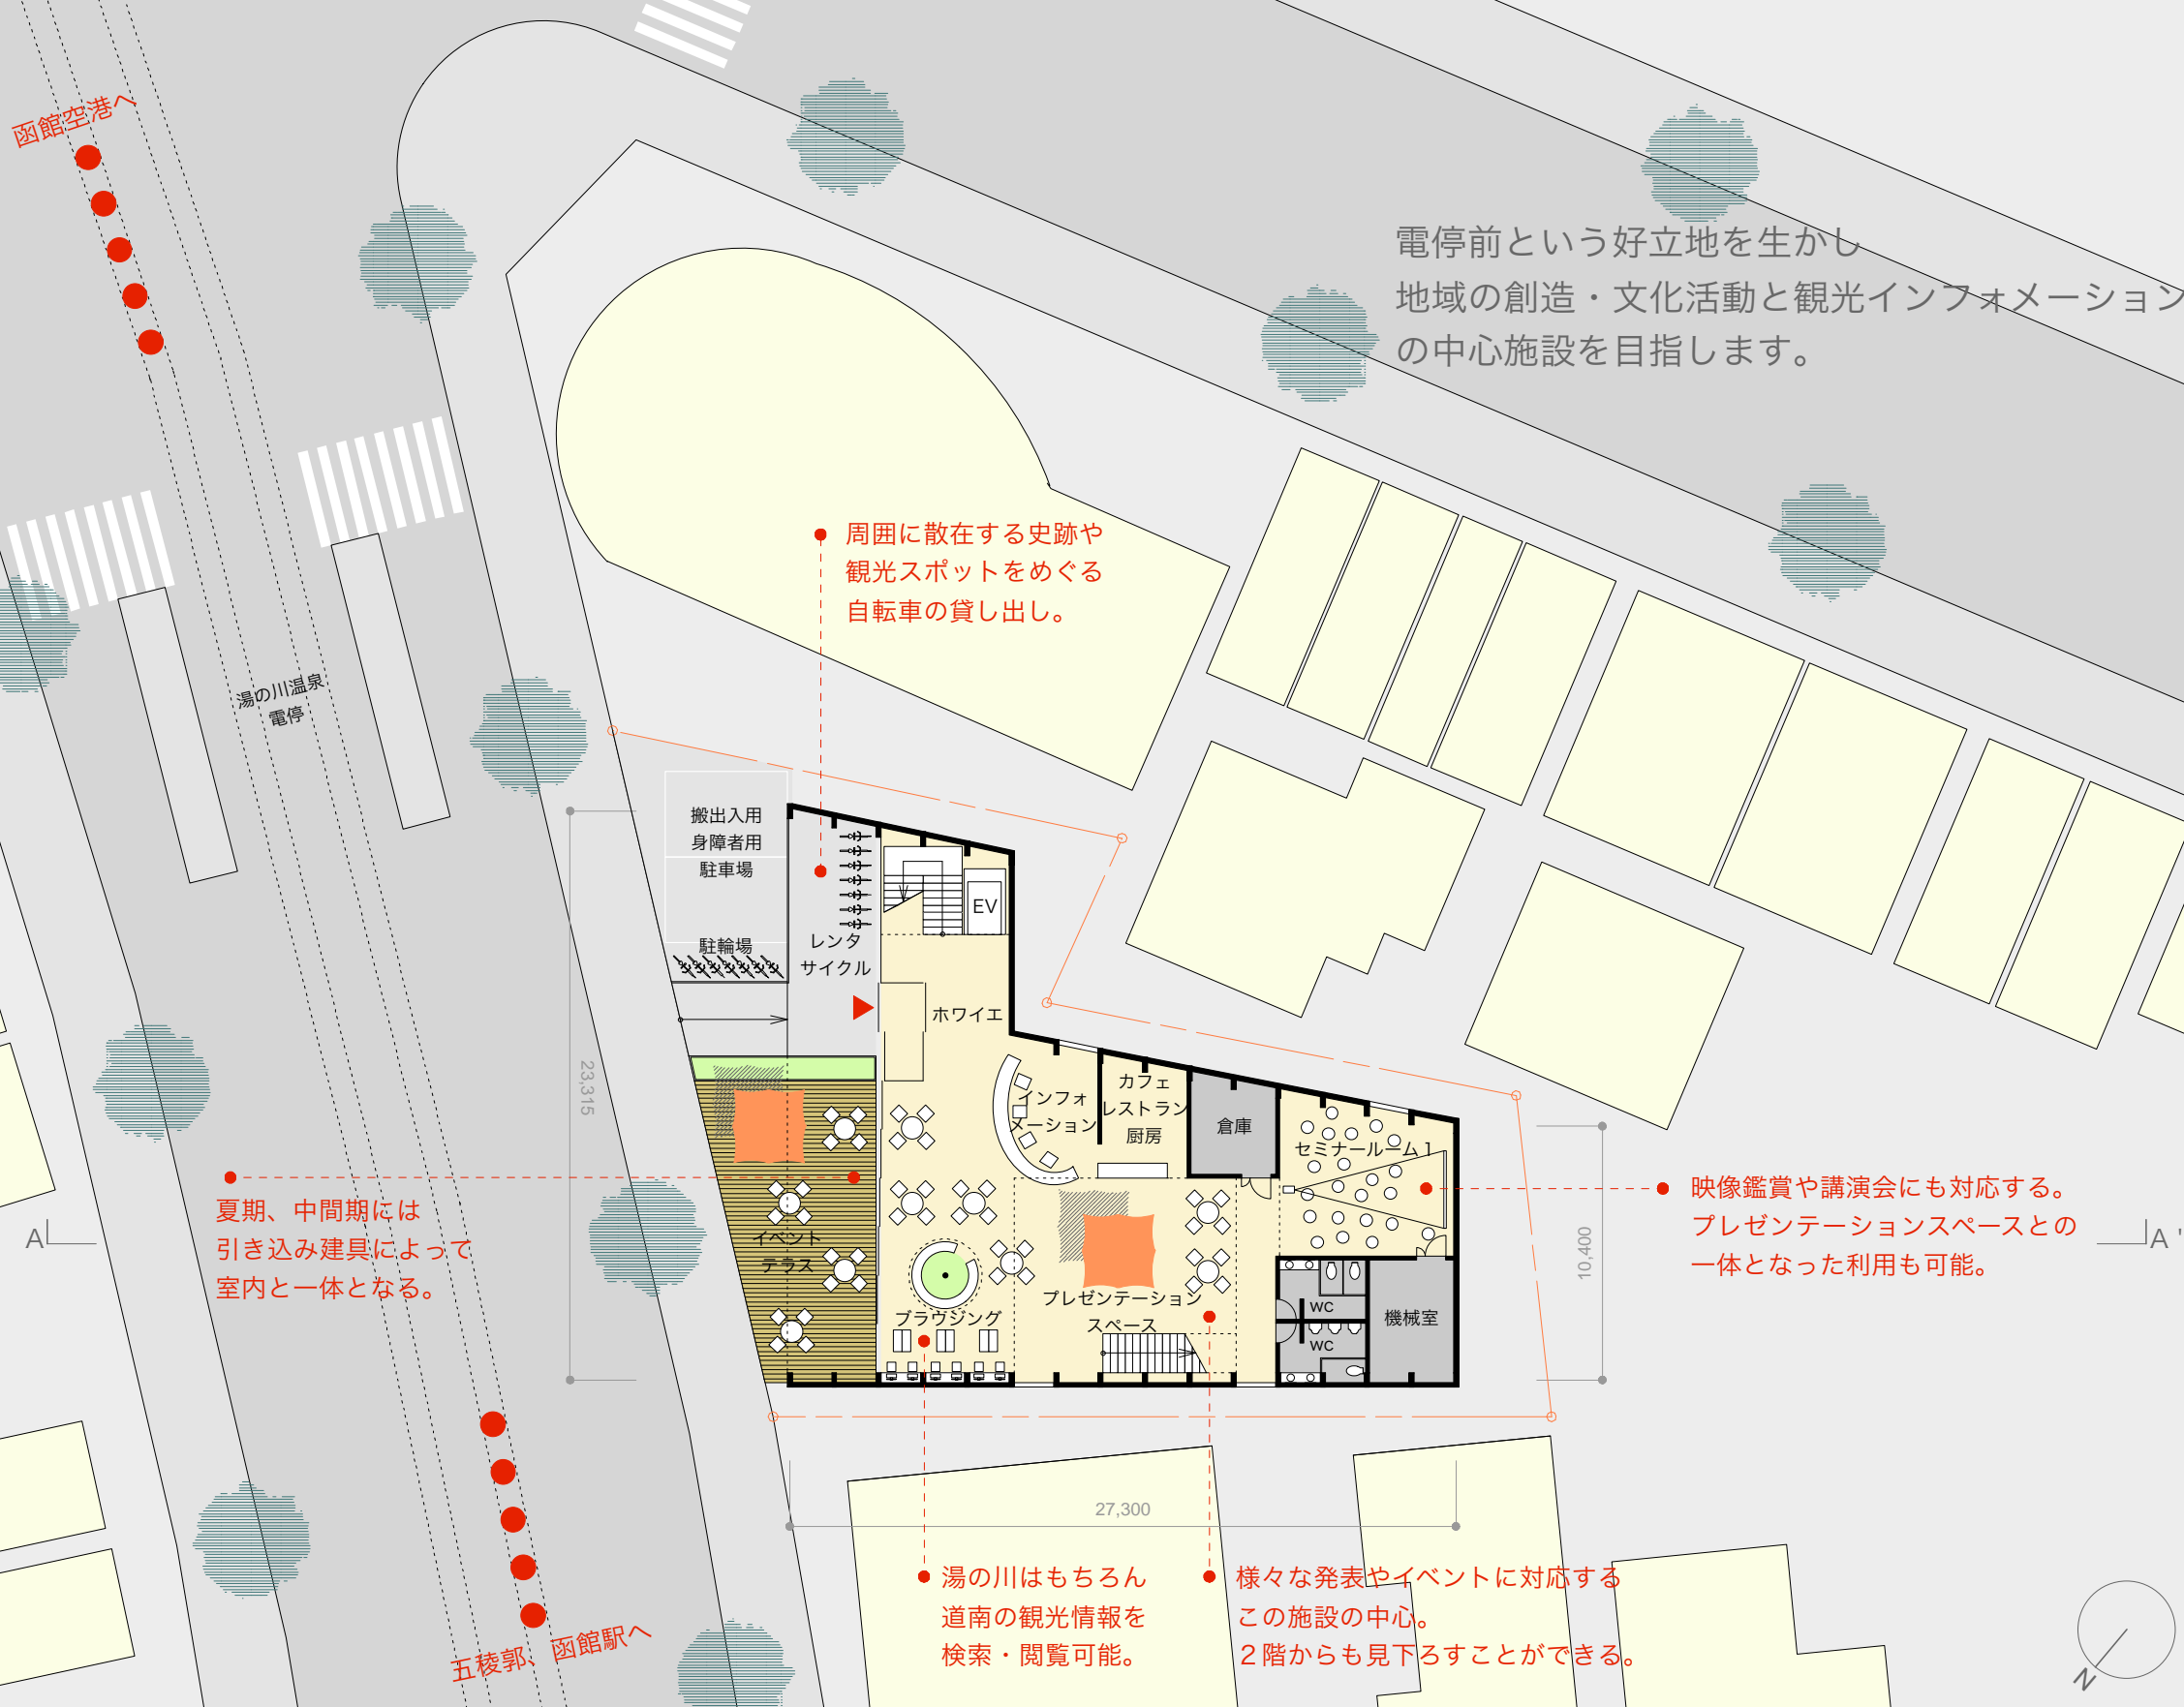 函館空港へ
電停前という好立地を生かし
地域の創造・文化活動と観光インフォメーション
の中心施設を目指します。
周囲に散在する史跡や
観光スポットをめぐる
自転車の貸し出し。
湯の川温泉
電停
搬出入用
身障者用
駐車場
駐輪場
レンタ
サイクル
EV
ホワイエ
23,315
インフォ
メーション
カフェ
レストラン
厨房
倉庫
セミナールーム1
夏期、中間期には
引き込み建具によって
室内と一体となる。
映像鑑賞や講演会にも対応する。
プレゼンテーションスペースとの
一体となった利用も可能。
A
A'
イベント
テラス
10,400
ブラウジング
プレゼンテーション
スペース
WC
WC
機械室
27,300
湯の川はもちろん
道南の観光情報を
検索・閲覧可能。
様々な発表やイベントに対応する
この施設の中心。
２階からも見下ろすことができる。
五稜郭、函館駅へ
N